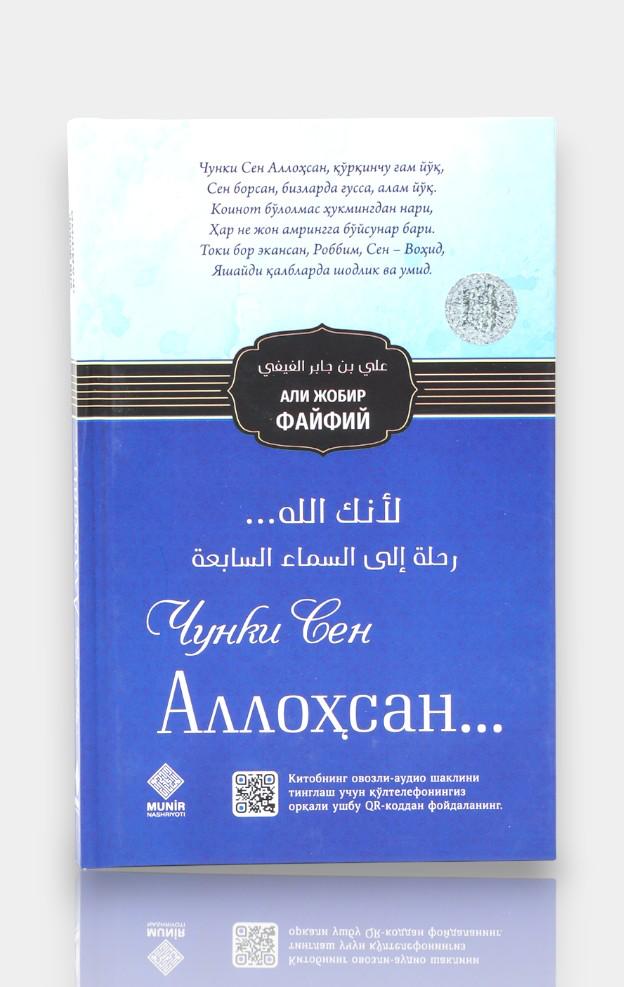 Чунки Сен Аллоҳсан, қўрқинчу ғам йўқ,
Сен борсан, бизларда ғусса, алам йўқ.
Коинот бўлолмас ҳукмингдан нари,
Ҳар не жон амрингга бўйсунар бари.
Токи бор экансан, Роббим, Сен – Воҳид,
Яшайди қалбларда шодлик ва умид.
علي بن جابر الفيفي
АЛИ ЖОБИР
ФАЙФИЙ
لأنك الله...
رحلة إلى السماء السابعة
Чунки Сен
Аллоҳсан...
MUNIR
NASHRIYOTI
Китобнинг овозли-аудио шаклини
тинглаш учун қўлтелефонингиз
орқали ушбу QR-коддан фойдаланинг.